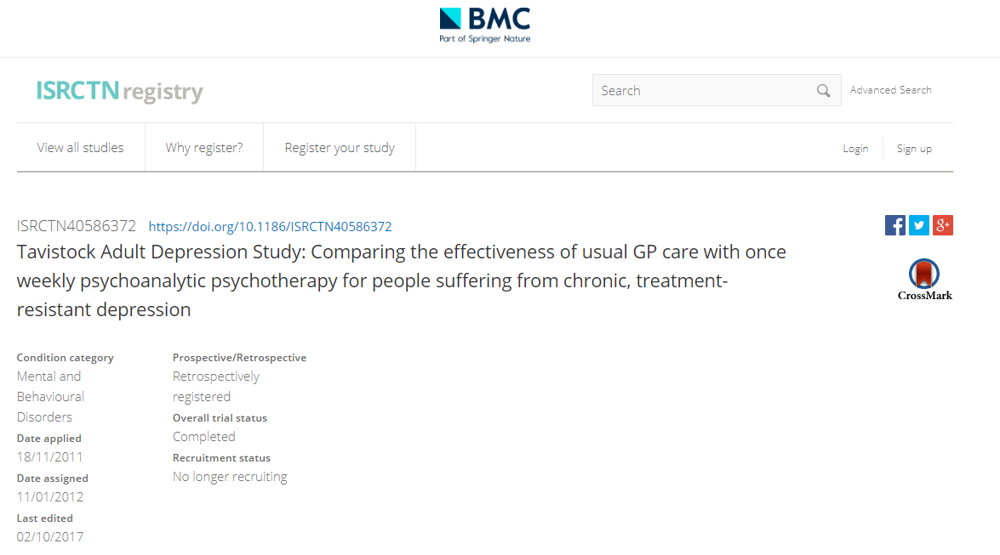 BMC
Part of Springer Nature
ISRCTN registry
Search
Advanced Search
View all studies
Why register?
Register your study
Login
Sign up
ISRCTN40586372 https://doi.org/10.1186/ISRCTN40586372
Tavistock Adult Depression Study: Comparing the effectiveness of usual GP care with once
weekly psychoanalytic psychotherapy for people suffering from chronic, treatment-
resistant depression
f
g+
CrossMark
Condition category
Mental and
Behavioural
Disorders
Date applied
18/11/2011
Date assigned
11/01/2012
Last edited
02/10/2017
Prospective/Retrospective
Retrospectively
registered
Overall trial status
Completed
Recruitment status
No longer recruiting